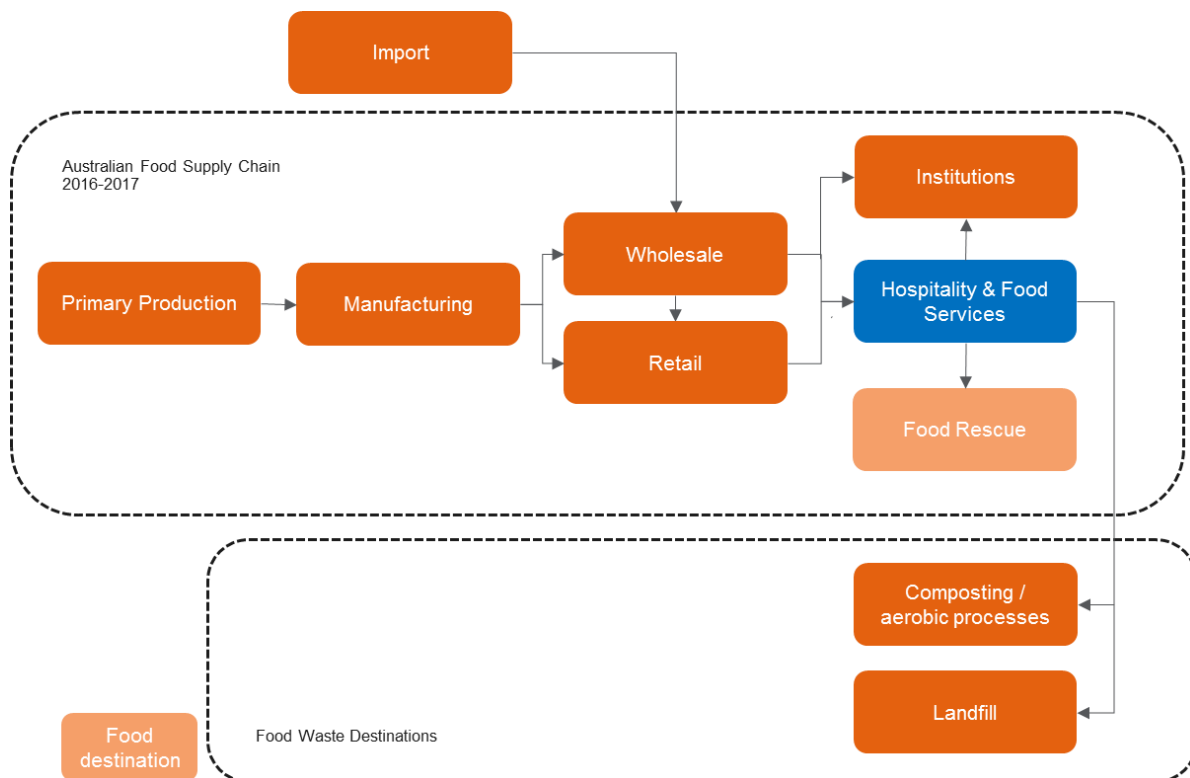 Import
Australian Food Supply Chain
2016-2017
Institutions
Wholesale
Primary Production
Manufacturing
Hospitality & Food
Services
Retail
Food Rescue
Composting /
aerobic processes
Landfill
Food
destination
Food Waste Destinations